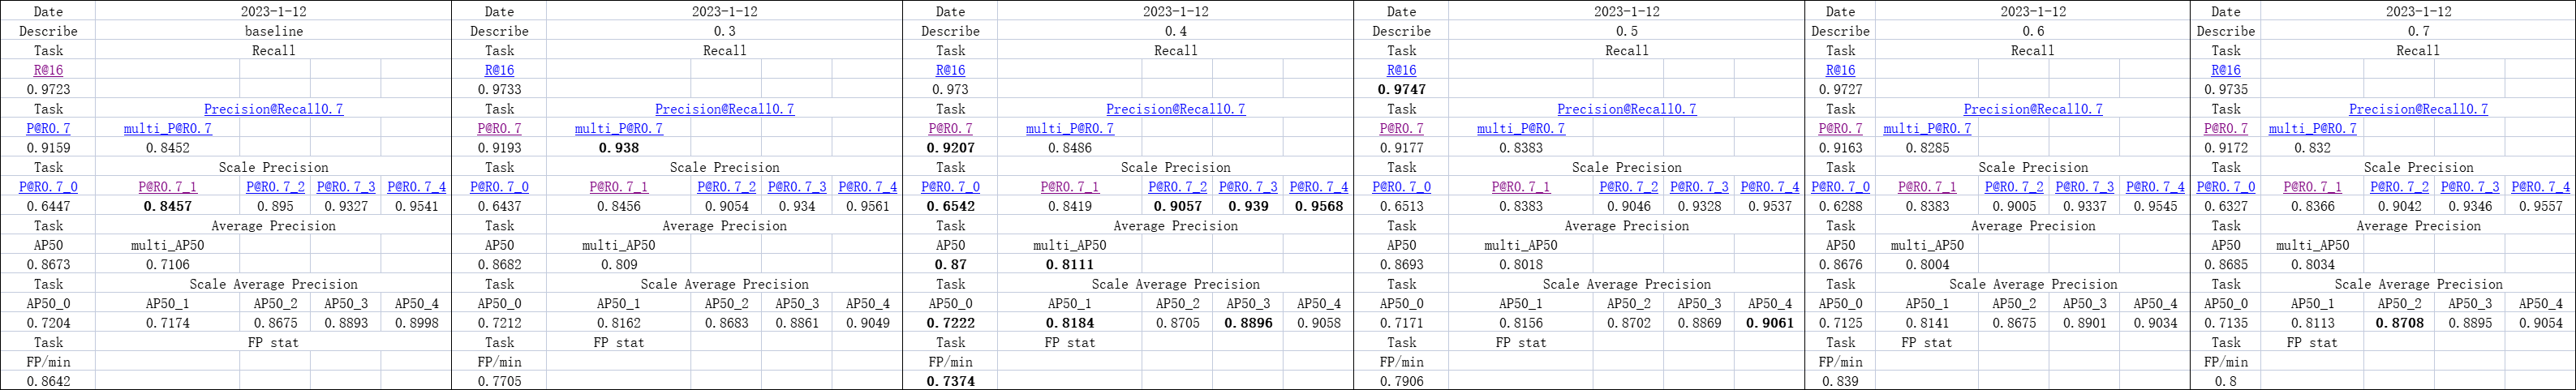 Date 2023-1-12 Date 2023-1-12 Date 2023-1-12 Date 2023-1-12 Date 2023-1-12 Date 2023-1-12
Describe baseline Describe 0.3 Describe 0.4 Describe 0.5 Describe 0.6 Describe 0.7
Task Recall Task Recall Task Recall Task Recall Task Recall Task Recall
R@16 R@16 R@16 R@16 R@16 R@16
0.9723 0.9733 0.973 0.9747 0.9727 0.9735
Task Precision@Recall0.7 Task Precision@Recall0.7 Task Precision@Recall0.7 Task Precision@Recall0.7 Task Precision@Recall0.7 Task Precision@Recall0.7
P@R0.7 multi_P@R0.7 P@R0.7 multi_P@R0.7 P@R0.7 multi_P@R0.7 P@R0.7 multi_P@R0.7 P@R0.7 multi_P@R0.7 P@R0.7 multi_P@R0.7
0.9159 0.8452 0.9193 0.938 0.9207 0.8486 0.9177 0.8383 0.9163 0.8285 0.9172 0.832
Task Scale Precision Task Scale Precision Task Scale Precision Task Scale Precision Task Scale Precision Task Scale Precision
P@R0.7_0 P@R0.7_1 P@R0.7_2 P@R0.7_3 P@R0.7_4 P@R0.7_0 P@R0.7_1 P@R0.7_2 P@R0.7_3 P@R0.7_4 P@R0.7_0 P@R0.7_1 P@R0.7_2 P@R0.7_3 P@R0.7_4 P@R0.7_0 P@R0.7_1 P@R0.7_2 P@R0.7_3 P@R0.7_4 P@R0.7_0 P@R0.7_1 P@R0.7_2 P@R0.7_3 P@R0.7_4 P@R0.7_0 P@R0.7_1 P@R0.7_2 P@R0.7_3 P@R0.7_4
0.6447 0.8457 0.895 0.9327 0.9541 0.6437 0.8456 0.9054 0.934 0.9561 0.6542 0.8419 0.9057 0.939 0.9568 0.6513 0.8383 0.9046 0.9328 0.9537 0.6288 0.8383 0.9005 0.9337 0.9545 0.6327 0.8366 0.9042 0.9346 0.9557
Task Average Precision Task Average Precision Task Average Precision Task Average Precision Task Average Precision Task Average Precision
AP50 multi_AP50 AP50 multi_AP50 AP50 multi_AP50 AP50 multi_AP50 AP50 multi_AP50 AP50 multi_AP50
0.8673 0.7106 0.8682 0.809 0.87 0.8111 0.8693 0.8018 0.8676 0.8004 0.8685 0.8034
Task Scale Average Precision Task Scale Average Precision Task Scale Average Precision Task Scale Average Precision Task Scale Average Precision Task Scale Average Precision
AP50_0 AP50_1 AP50_2 AP50_3 AP50_4 AP50_0 AP50_1 AP50_2 AP50_3 AP50_4 AP50_0 AP50_1 AP50_2 AP50_3 AP50_4 AP50_0 AP50_1 AP50_2 AP50_3 AP50_4 AP50_0 AP50_1 AP50_2 AP50_3 AP50_4 AP50_0 AP50_1 AP50_2 AP50_3 AP50_4
0.7204 0.7174 0.8675 0.8893 0.8998 0.7212 0.8162 0.8683 0.8861 0.9049 0.7222 0.8184 0.8705 0.8896 0.9058 0.7171 0.8156 0.8702 0.8869 0.9061 0.7125 0.8141 0.8675 0.8901 0.9034 0.7135 0.8113 0.8708 0.8895 0.9054
Task FP stat Task FP stat Task FP stat Task FP stat Task FP stat Task FP stat
FP/min FP/min FP/min FP/min FP/min FP/min
0.8642 0.7705 0.7374 0.7906 0.839 0.8